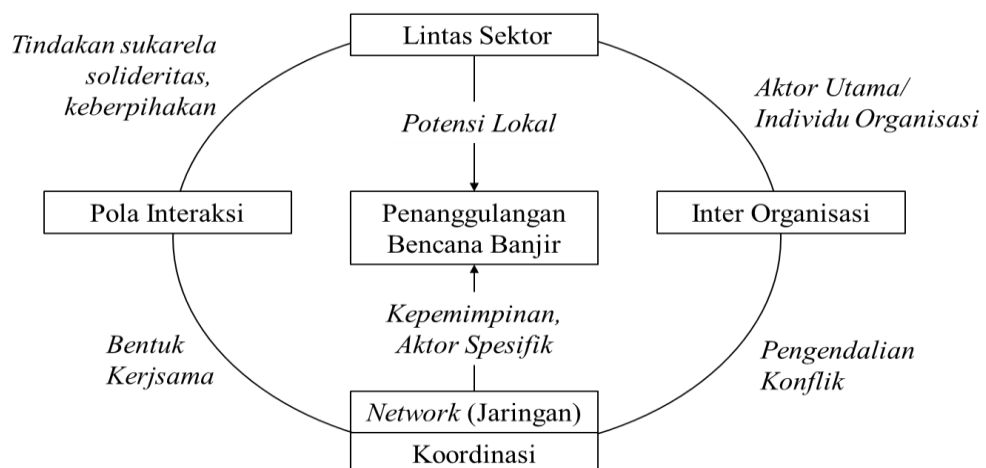 Lintas Sektor
Tindakan sukarela
solideritas,
keberpihakan
Aktor Utama/
Individu Organisasi
Potensi Lokal
Pola Interaksi
Penanggulangan
Bencana Banjir
Inter Organisasi
Kepemimpinan,
Aktor Spesifik
Bentuk
Kerjsama
Pengendalian
Konflik
Network (Jaringan)
Koordinasi